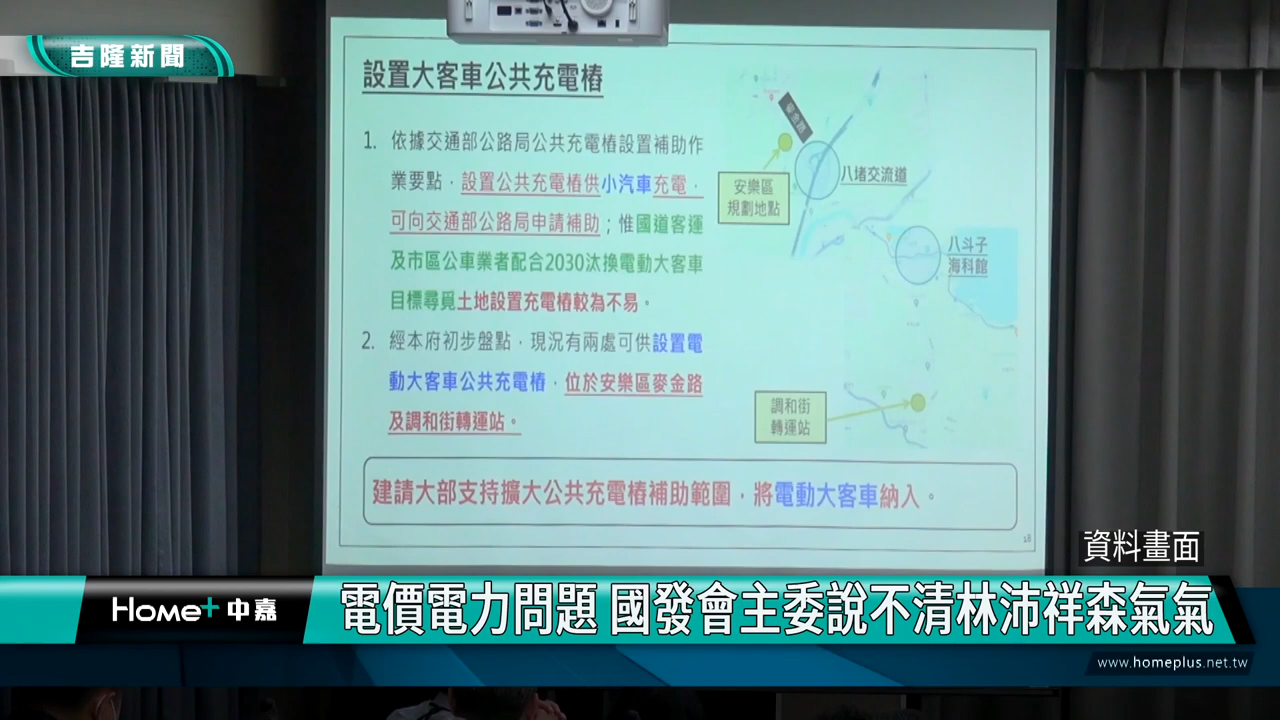 吉隆新聞
設置大客車公共充電樁
1. 依據交通部公路局公共充電樁設置補助作
業要點，設置公共充電樁供小汽車充電，
可向交通部公路局申請補助；惟國道客運
及市區公車業者配合2030汰換電動大客車
目標尋覓土地設置充電樁較為不易。
2. 經本府初步盤點，現況有兩處可供設置電
動大客車公共充電樁，位於安樂區麥金路
及調和街轉運站。
安樂區
規劃地點
八堵交流道
八斗子
海科館
調和街
轉運站
建請大部支持擴大公共充電樁補助範圍，將電動大客車納入。
18
資料畫面
Home+中嘉
電價電力問題 國發會主委說不清林沛祥森氣氣
www.homeplus.net.tw